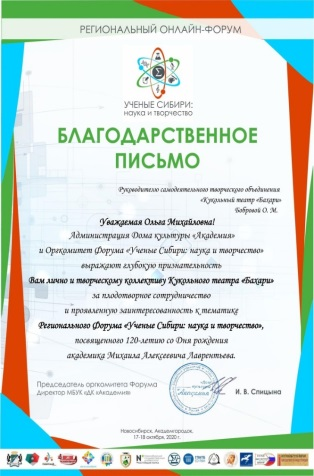 РЕГИОНАЛЬНЫЙ ОНЛАЙН-ФОРУМ
УЧЕНЫЕ СИБИРИ:
наука и творчество
БЛАГОДАРСТВЕННОЕ
ПИСЬМО
Руководителю самодеятельного творческого объединения
«Кукольный театр «Бахари»
Бобровой О. М.
Уважаемая Ольга Михайловна!
Администрация Дома культуры «Академия»
и Оргкомитет Форума «Ученые Сибири: наука и творчество»
выражают глубокую признательность
Вам лично и творческому коллективу Кукольного театра «Бахари»
за плодотворное сотрудничество
и проявленную заинтересованность к тематике
Регионального Форума «Ученые Сибири: наука и творчество»,
посвященного 120-летию со Дня рождения
академика Михаила Алексеевича Лаврентьева.
Председатель оргкомитета Форума
Директор МБУК «ДК «Академия»
И. В. Спицына
Новосибирск, Академгородок,
17-18 октября, 2020 г.